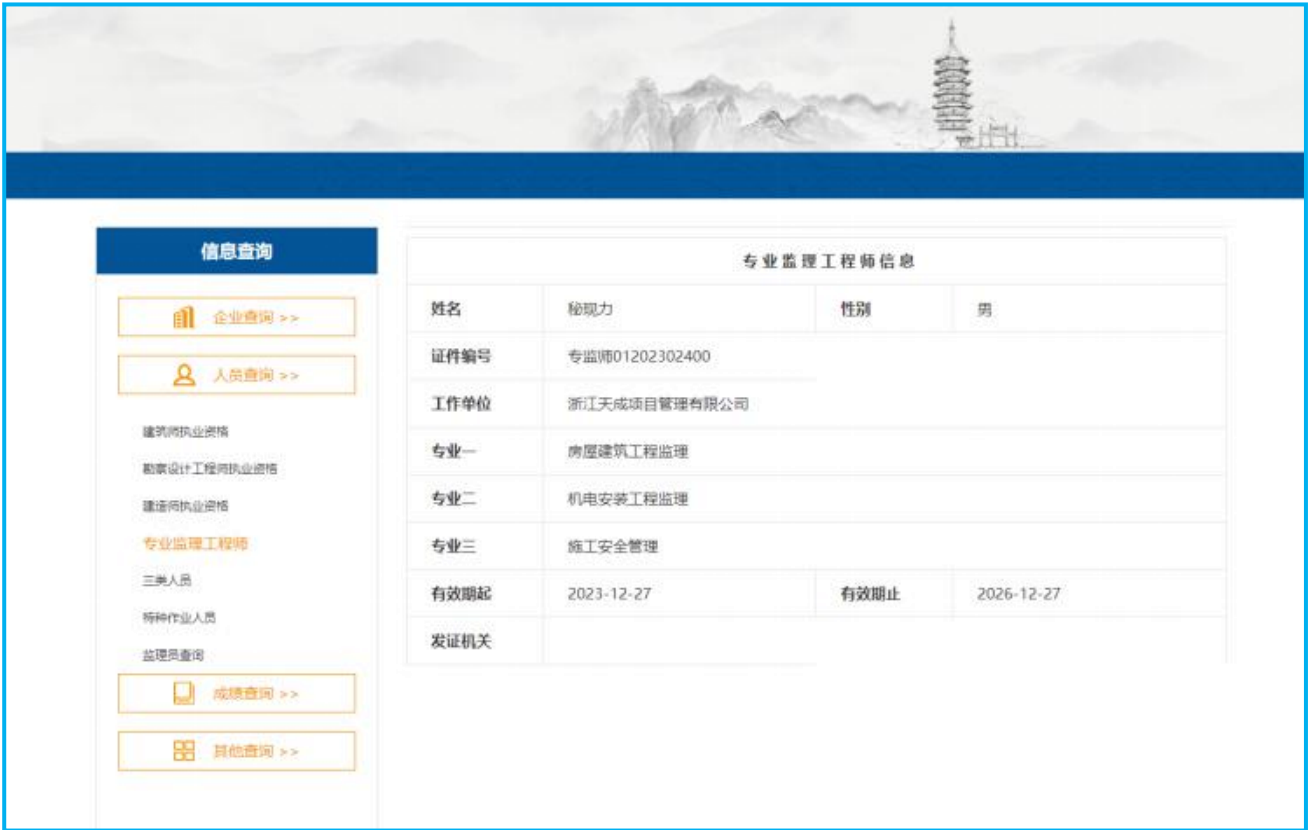 信息查询
企业查询 >>
人员查询 >>
建筑师执业资格
勘察设计工程师执业资格
建造师执业资格
专业监理工程师
三类人员
特种作业人员
监理员查询
成绩查询 >>
其他查询 >>
专业监理工程师信息
姓名 秘现力 性别 男
证件编号 专监师01202302400
工作单位 浙江天成项目管理有限公司
专业一 房屋建筑工程监理
专业二 机电安装工程监理
专业三 施工安全管理
有效期起 2023-12-27 有效期止 2026-12-27
发证机关